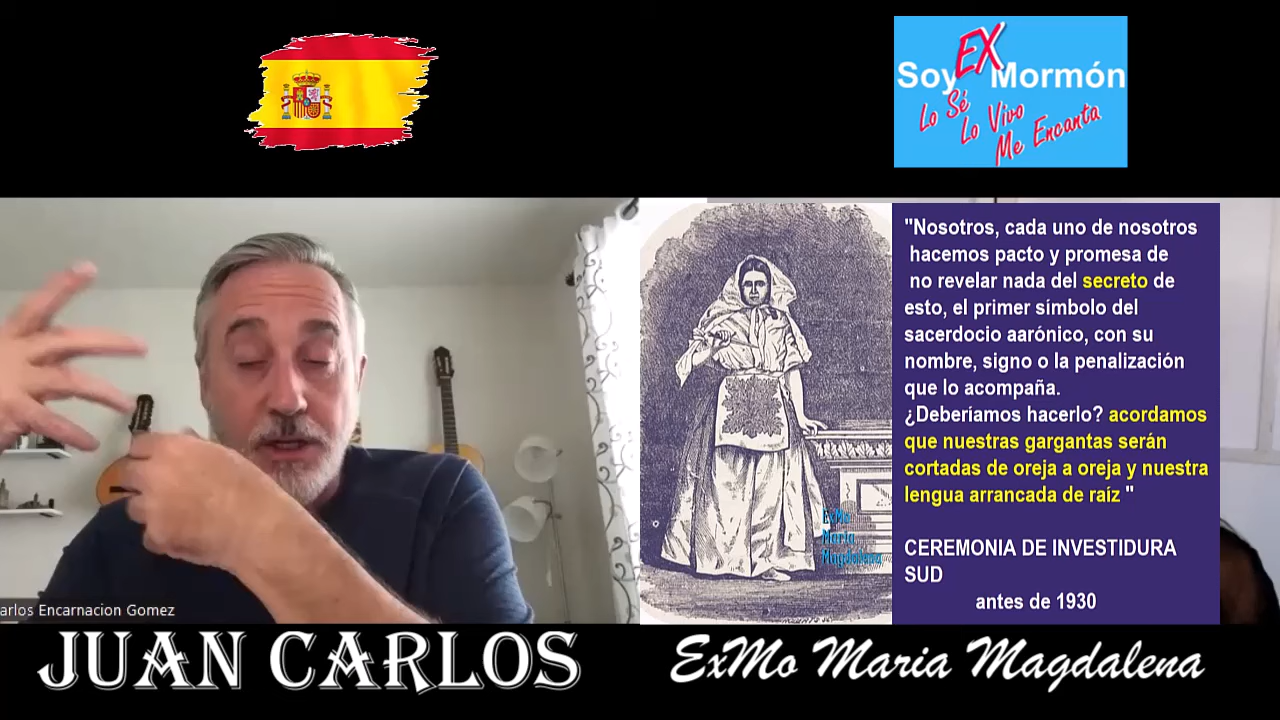 Soy EX Mormón
Lo Sé
Lo Vivo
Me Encanta
"Nosotros, cada uno de nosotros
hacemos pacto y promesa de
no revelar nada del secreto de
esto, el primer símbolo del
sacerdocio aarónico, con su
nombre, signo o la penalización
que lo acompaña.
¿Deberíamos hacerlo? acordamos
que nuestras gargantas serán
cortadas de oreja a oreja y nuestra
lengua arrancada de raíz "
CEREMONIA DE INVESTIDURA
SUD
antes de 1930
ExMo
Maria
Magdalena
arlos Encarnacion Gomez
JUAN CARLOS
ExMo Maria Magdalena